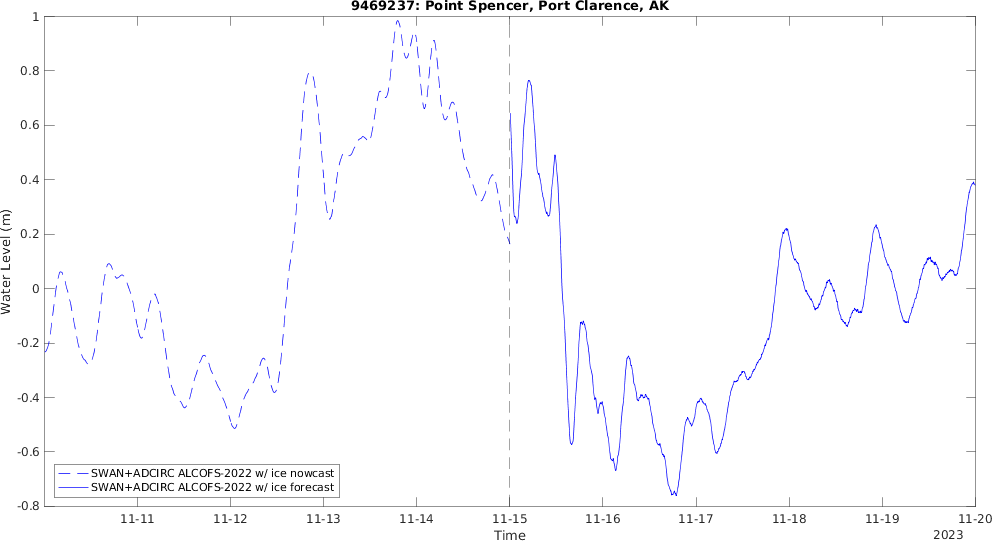 9469237: Point Spencer, Port Clarence, AK
1
0.8
0.6
0.4
0.2
0
-0.2
-0.4
-0.6
-0.8
Water Level (m)
SWAN+ADCIRC ALCOFS-2022 w/ ice nowcast
SWAN+ADCIRC ALCOFS-2022 w/ ice forecast
11-11 11-12 11-13 11-14 11-15 11-16 11-17 11-18 11-19 11-20
Time
2023